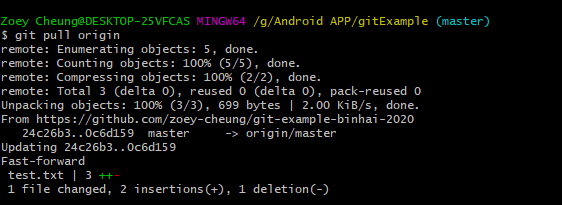 Zoey Cheung@DESKTOP-25VFCAS MINGW64 /g/Android APP/gitExample (master)
$ git pull origin
remote: Enumerating objects: 5, done.
remote: Counting objects: 100% (5/5), done.
remote: Compressing objects: 100% (2/2), done.
remote: Total 3 (delta 0), reused 0 (delta 0), pack-reused 0
Unpacking objects: 100% (3/3), 699 bytes | 2.00 KiB/s, done.
From https://github.com/zoey-cheung/git-example-binhai-2020
   24c26b3..0c6d159  master     -> origin/master
Updating 24c26b3..0c6d159
Fast-forward
 test.txt | 3 ++-
 1 file changed, 2 insertions(+), 1 deletion(-)